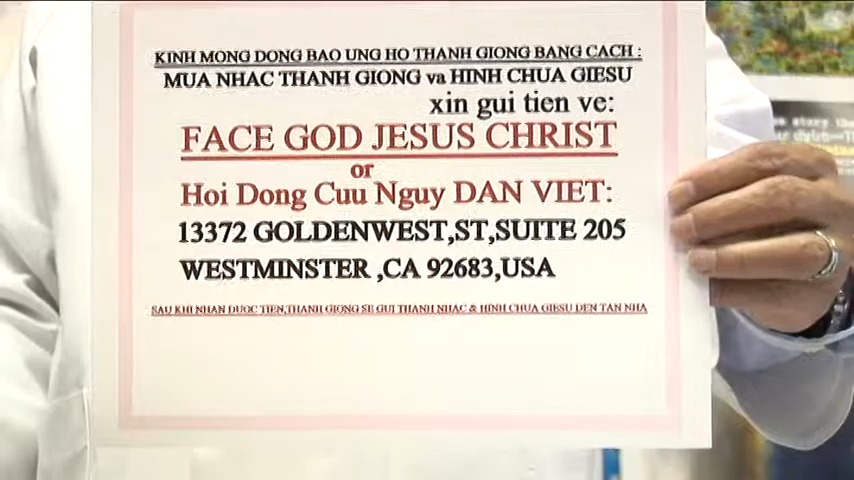 KINH MONG DONG BAO UNG HO THANH GIONG BANG CACH :
MUA NHAC THANH GIONG va HINH CHUA GIESU
xin gui tien ve:
FACE GOD JESUS CHRIST
or
Hoi Dong Cuu Nguy DAN VIET:
13372 GOLDENWEST,ST,SUITE 205
WESTMINSTER ,CA 92683,USA
SAU KHI NHAN DUOC TIEN,THANH GIONG SE GUI THANH NHAC & HINH CHUA GIESU DEN TAN NHA
story the